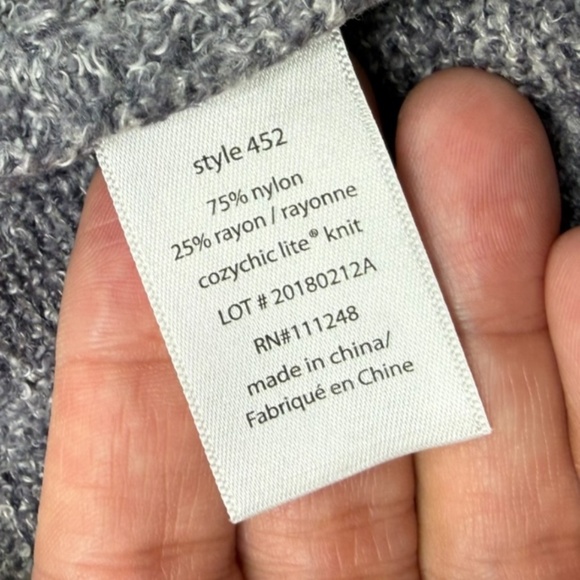 style 452
75% nylon
25% rayon / rayonne
cozychic lite® knit
LOT # 20180212A
RN#111248
made in china/
Fabriqué en Chine